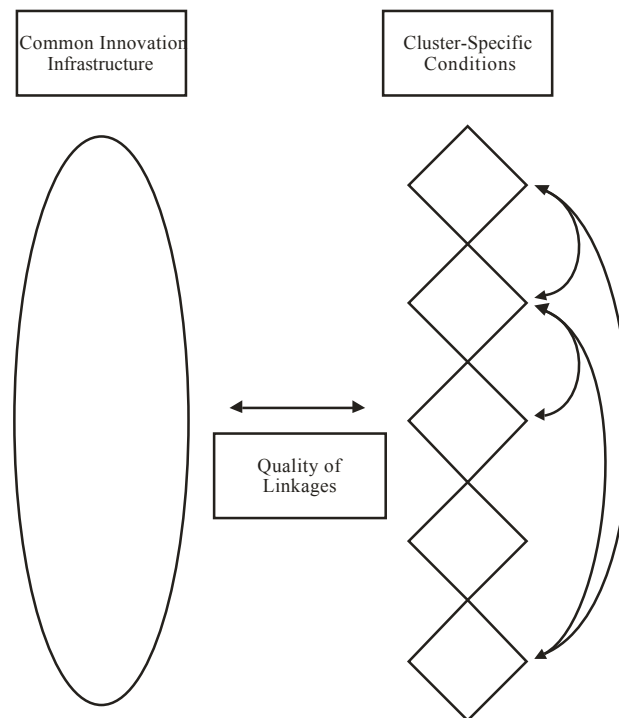 Common Innovation
Infrastructure
Cluster-Specific
Conditions
Quality of
Linkages